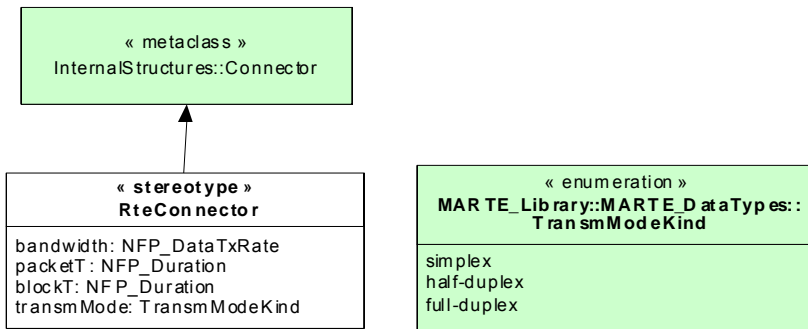 « metaclass »
InternalStructures::Connector
« stereotype »
RteConnector
bandwidth: NFP_DataTxRate
packetT: NFP_Duration
blockT: NFP_Duration
transmMode: TransmModeKind
« enumeration »
MARTE_Library::MARTE_DataTypes::
TransmModeKind
simplex
half-duplex
full-duplex